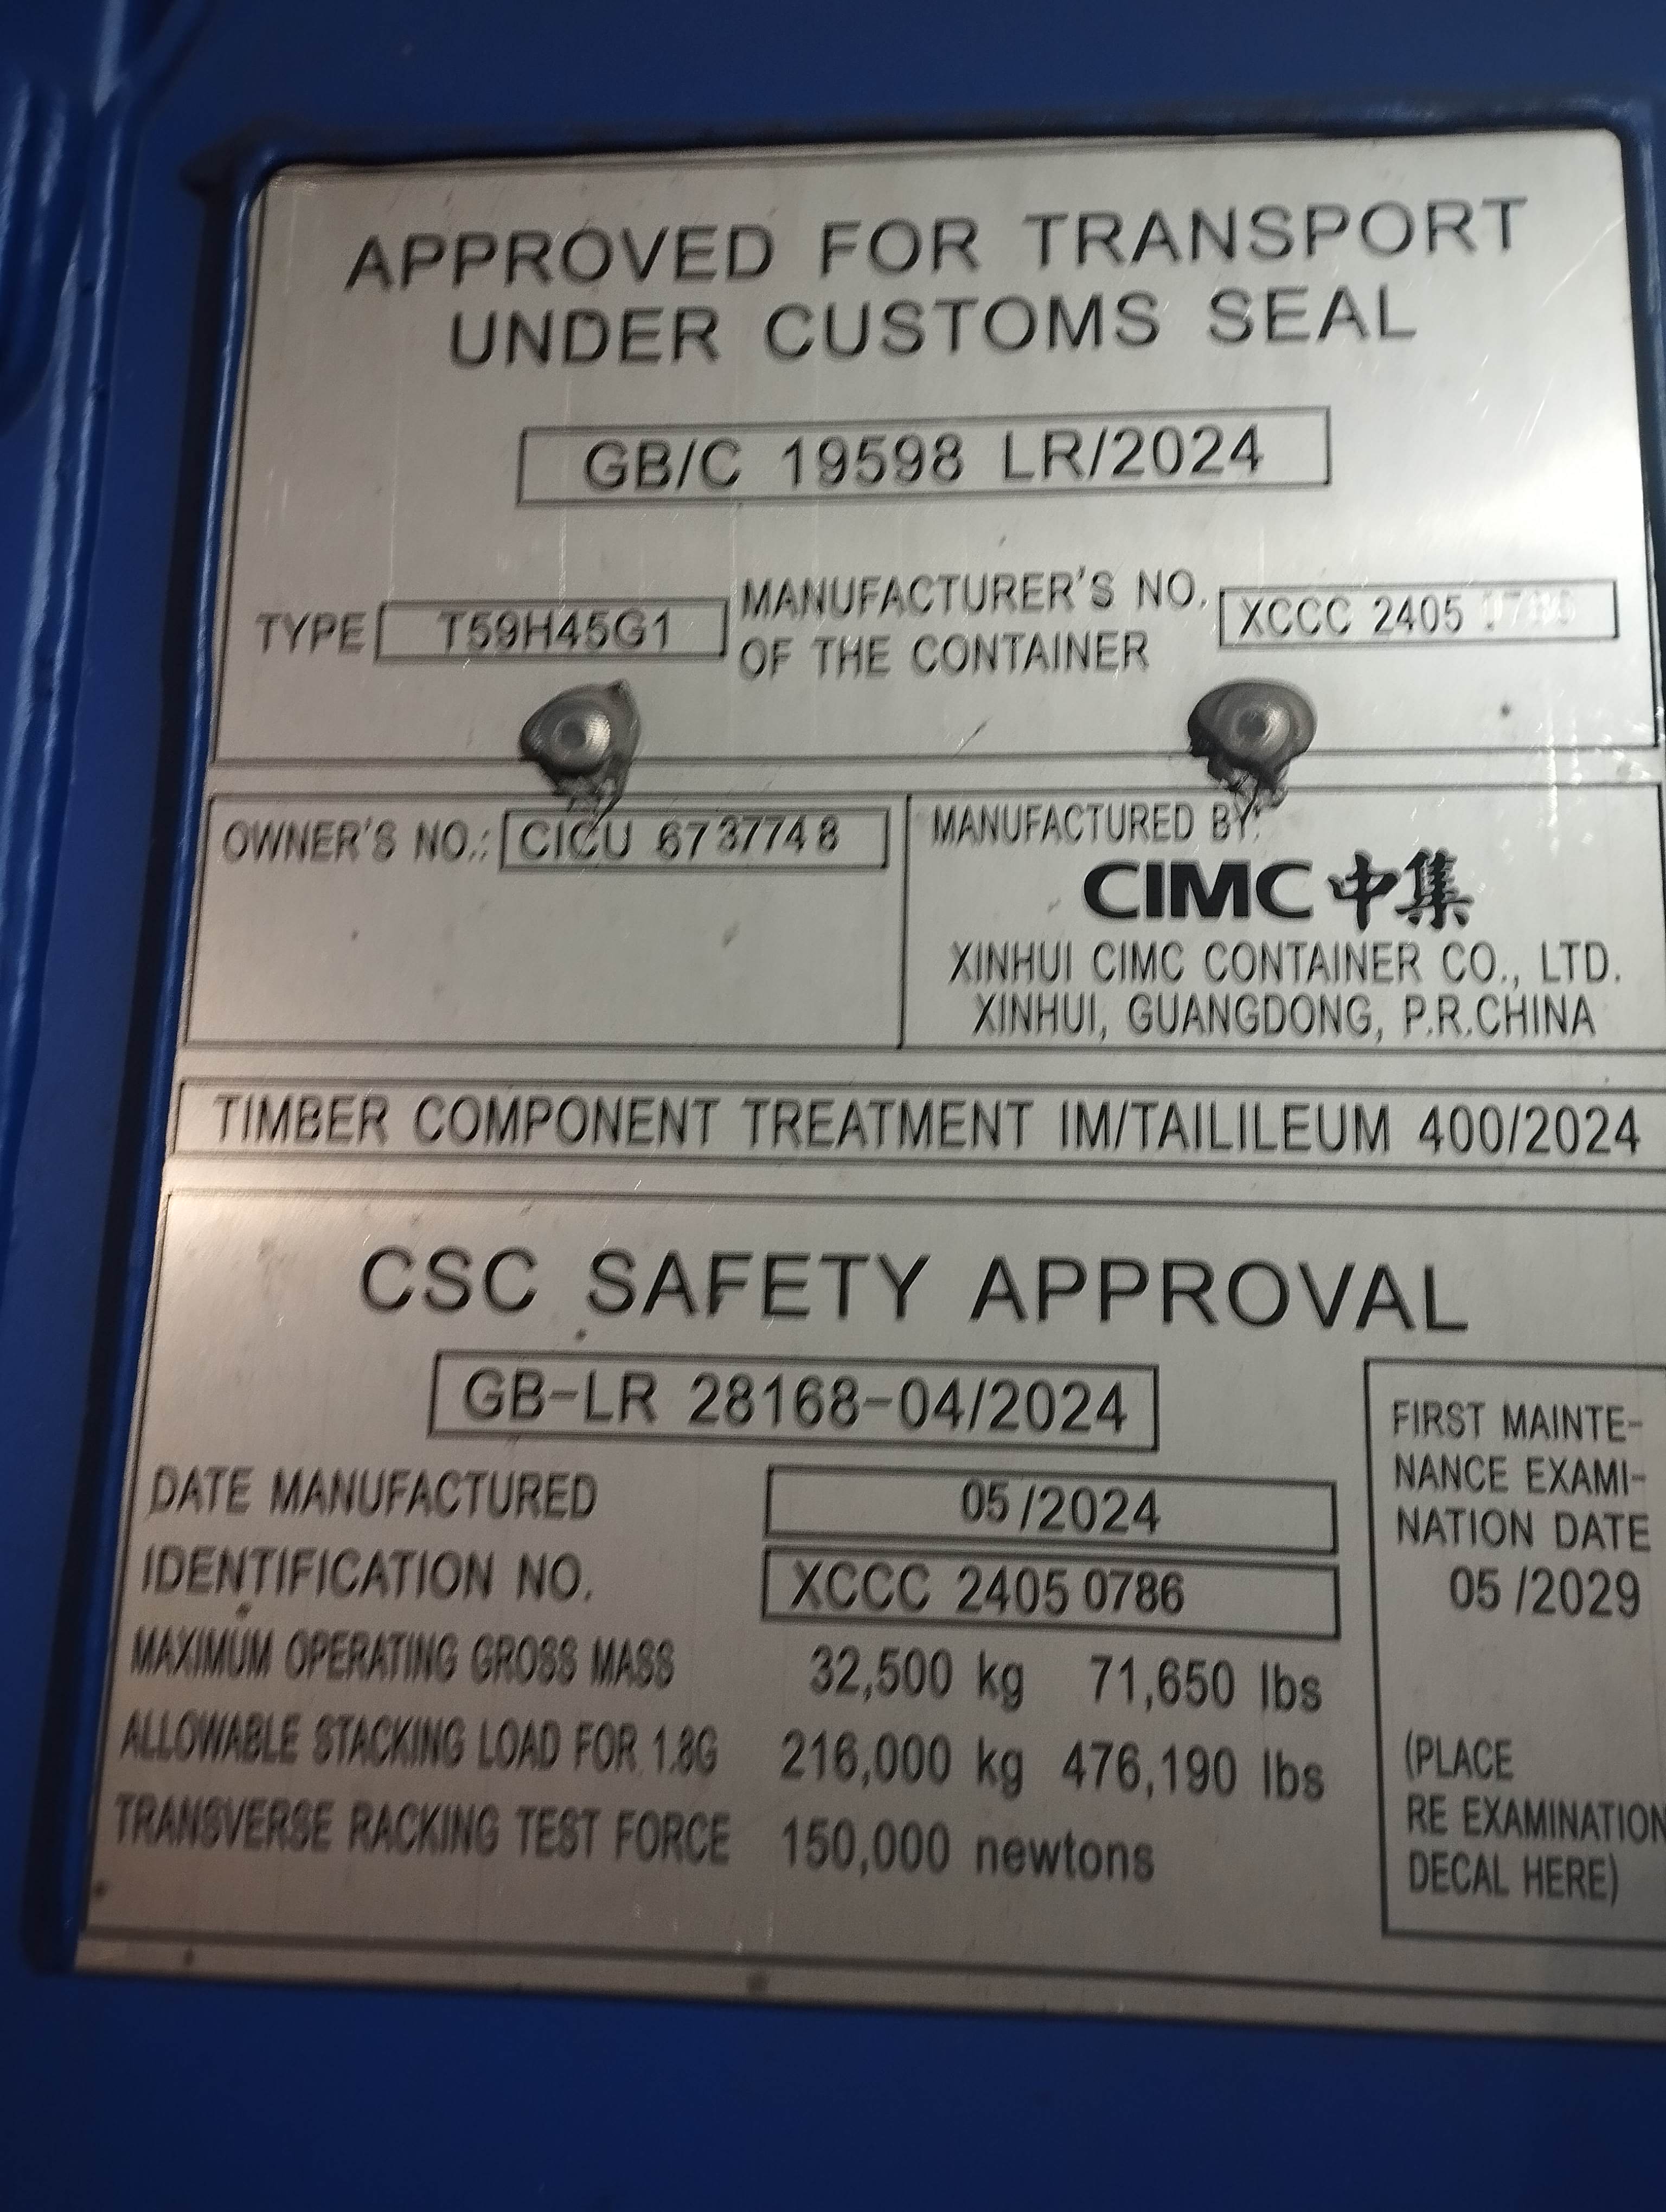 APPROVED FOR TRANSPORT
UNDER CUSTOMS SEAL
GB/C 19598 LR/2024
TYPE T59H45G1
MANUFACTURER'S NO.
OF THE CONTAINER
XCCC 2405 0786
OWNER'S NO.: CICU 6737748
MANUFACTURED BY:
CIMC 中集
XINHUI CIMC CONTAINER CO., LTD.
XINHUI, GUANGDONG, P.R.CHINA
TIMBER COMPONENT TREATMENT IM/TAILILEUM 400/2024
CSC SAFETY APPROVAL
GB-LR 28168-04/2024
DATE MANUFACTURED 05/2024
IDENTIFICATION NO. XCCC 2405 0786
MAXIMUM OPERATING GROSS MASS 32,500 kg 71,650 lbs
ALLOWABLE STACKING LOAD FOR 1.8G 216,000 kg 476,190 lbs
TRANSVERSE RACKING TEST FORCE 150,000 newtons
FIRST MAINTE-
NANCE EXAMI-
NATION DATE
05/2029
(PLACE
RE EXAMINATION
DECAL HERE)